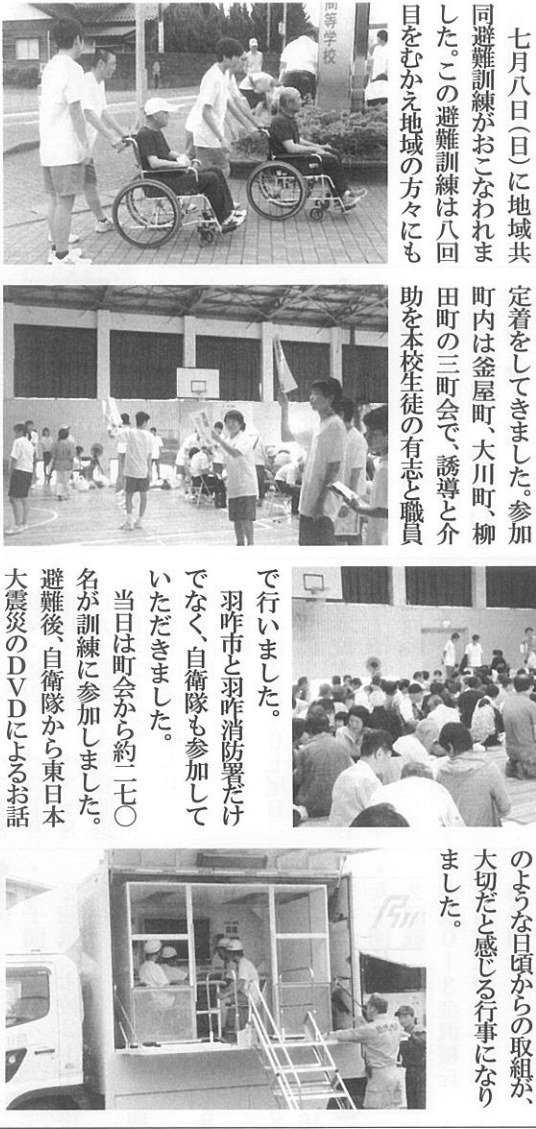 七月八日(日)に地域共
同避難訓練がおこなわれま
した。この避難訓練は八回
目をむかえ地域の方々にも
定着をしてきました。参加
町内は釜屋町、大川町、柳
田町の三町会で、誘導と介
助を本校生徒の有志と職員
で行いました。
羽咋市と羽咋消防署だけ
でなく、自衛隊も参加して
いただきました。
当日は町会から約二七〇
名が訓練に参加しました。
避難後、自衛隊から東日本
大震災のDVDによるお話
のような日頃からの取組が、
大切だと感じる行事になり
ました。
高等学校